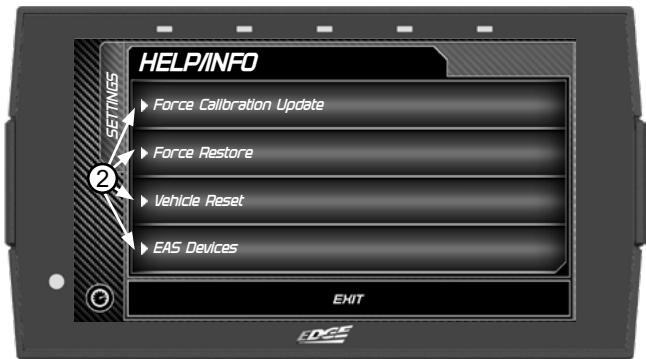 HELP/INFO
SETTINGS
Force Calibration Update
Force Restore
2
Vehicle Reset
EAS Devices
EXIT
EDGE